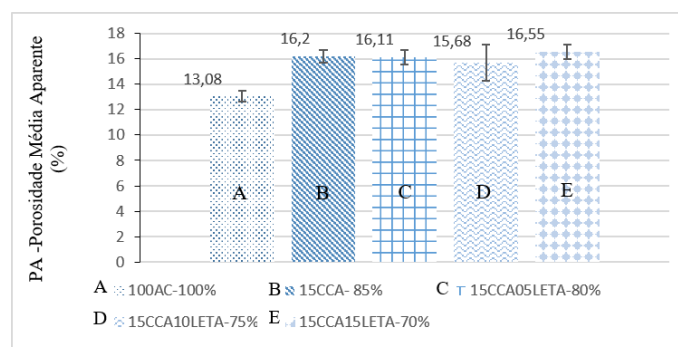 PA -Porosidade Média Aparente
(%)
18
16
14
12
10
8
6
4
2
0
13,08
16,2
16,11
15,68
16,55
A
B
C
D
E
A 100AC-100%
B 15CCA- 85%
C 15CCA05LETA-80%
D 15CCA10LETA-75%
E 15CCA15LETA-70%